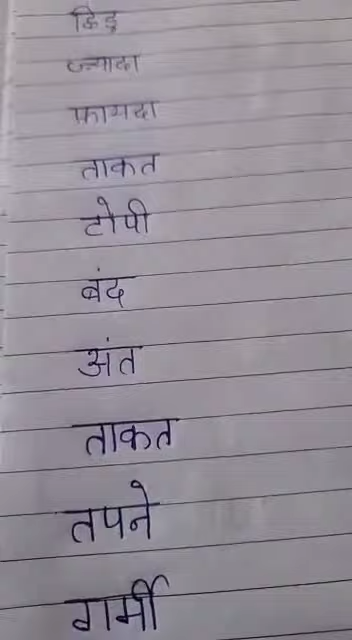 ज्यादा
फायदा
ताकत
टोपी
बंद
अंत
ताकत
तपने
गर्मी